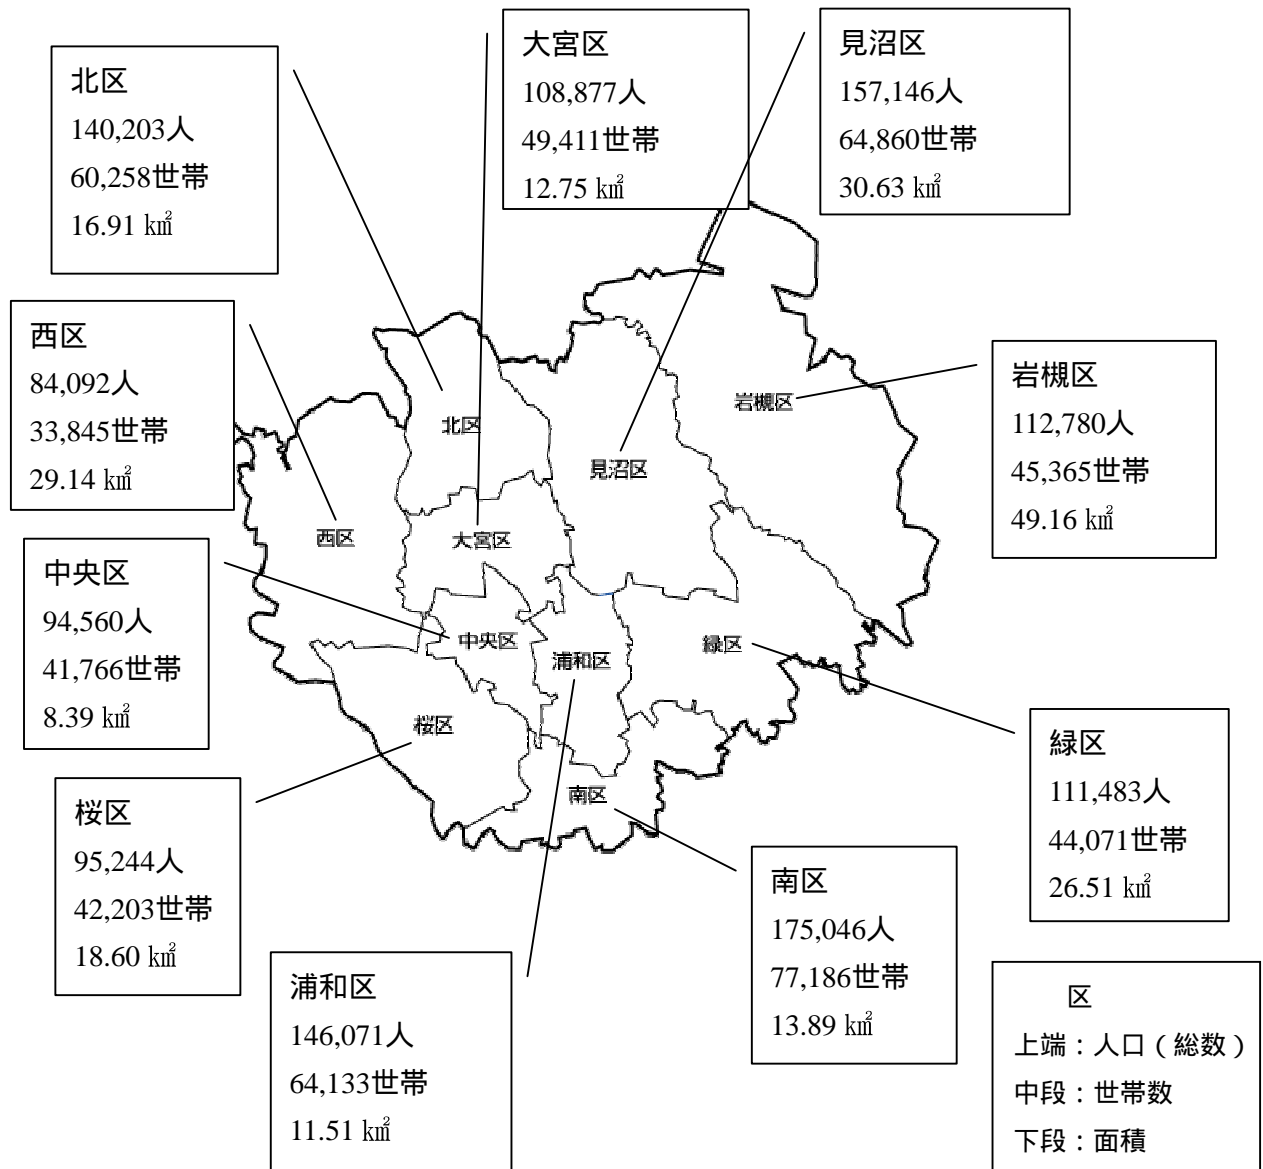 大宮区
108,877人
49,411世帯
12.75 ㎢
見沼区
157,146人
64,860世帯
30.63 ㎢
北区
140,203人
60,258世帯
16.91 ㎢
西区
84,092人
33,845世帯
29.14 ㎢
岩槻区
112,780人
45,365世帯
49.16 ㎢
中央区
94,560人
41,766世帯
8.39 ㎢
桜区
95,244人
42,203世帯
18.60 ㎢
浦和区
146,071人
64,133世帯
11.51 ㎢
南区
175,046人
77,186世帯
13.89 ㎢
緑区
111,483人
44,071世帯
26.51 ㎢
岩槻区
北区
見沼区
西区
大宮区
中央区
浦和区
緑区
桜区
南区
区
上端：人口（総数）
中段：世帯数
下段：面積